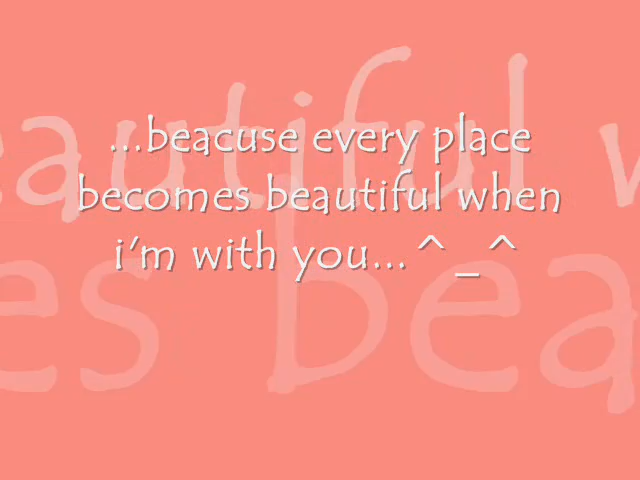 ...beacuse every place
becomes beautiful when
i'm with you... ^ _ ^